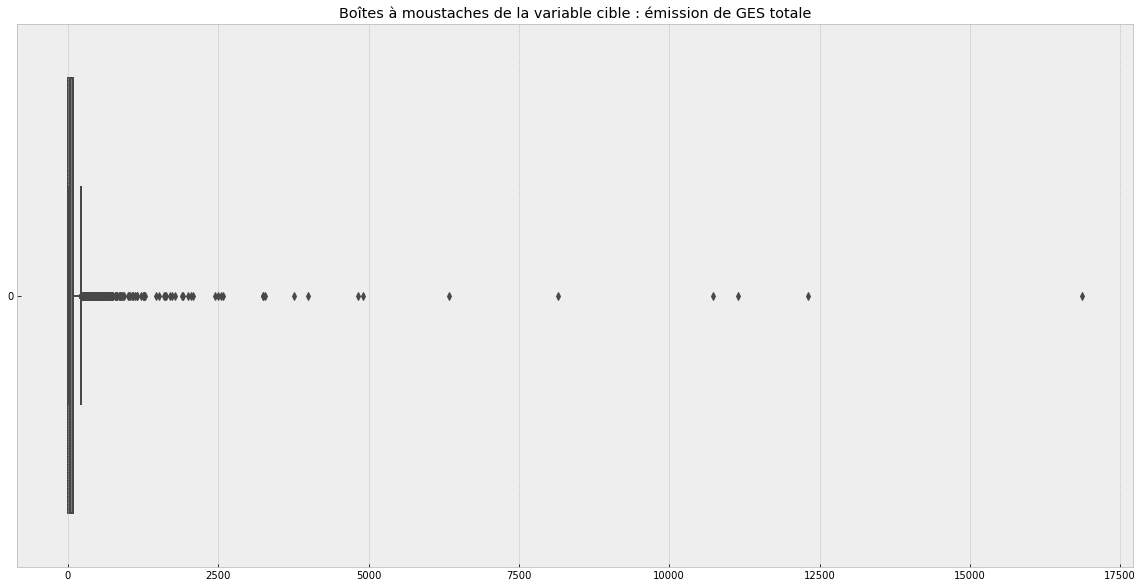 Boîtes à moustaches de la variable cible : émission de GES totale
0
0 2500 5000 7500 10000 12500 15000 17500